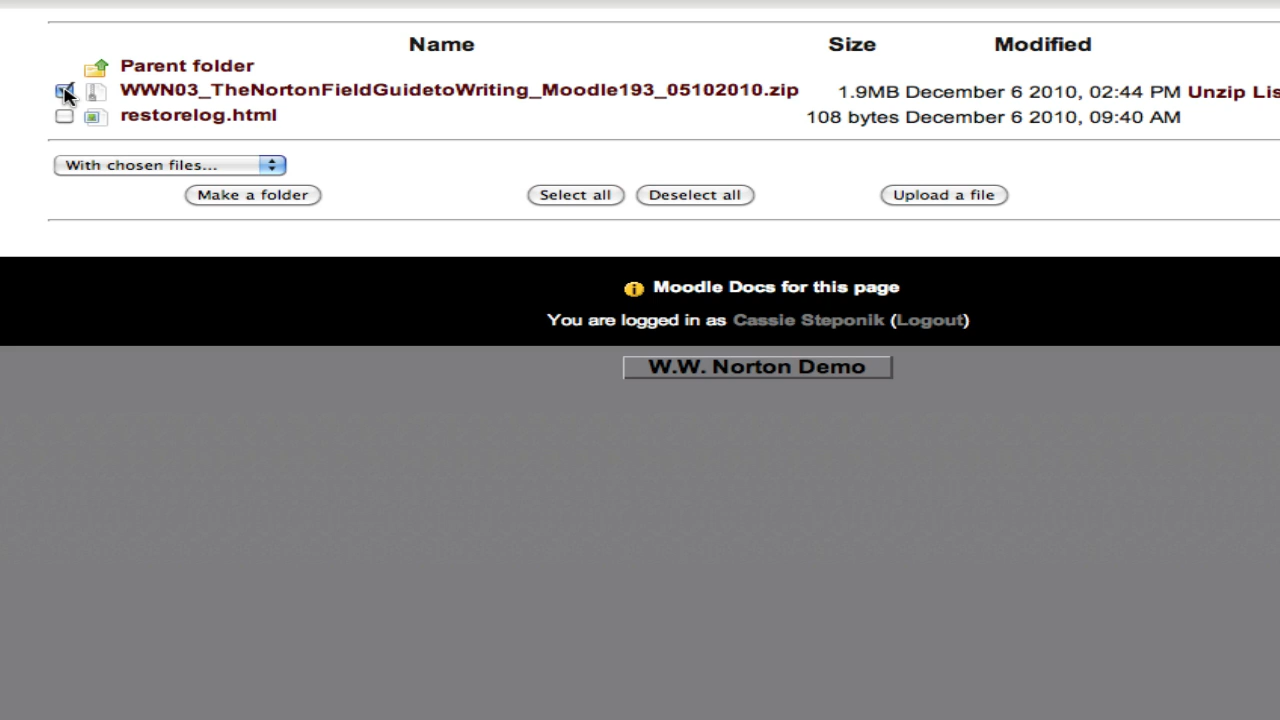 Name Size Modified
Parent folder
WWN03_TheNortonFieldGuidetoWriting_Moodle193_05102010.zip 1.9MB December 6 2010, 02:44 PM Unzip Lis
restorelog.html 108 bytes December 6 2010, 09:40 AM
With chosen files...
Make a folder Select all Deselect all Upload a file
Moodle Docs for this page
You are logged in as Cassie Steponik (Logout)
W.W. Norton Demo